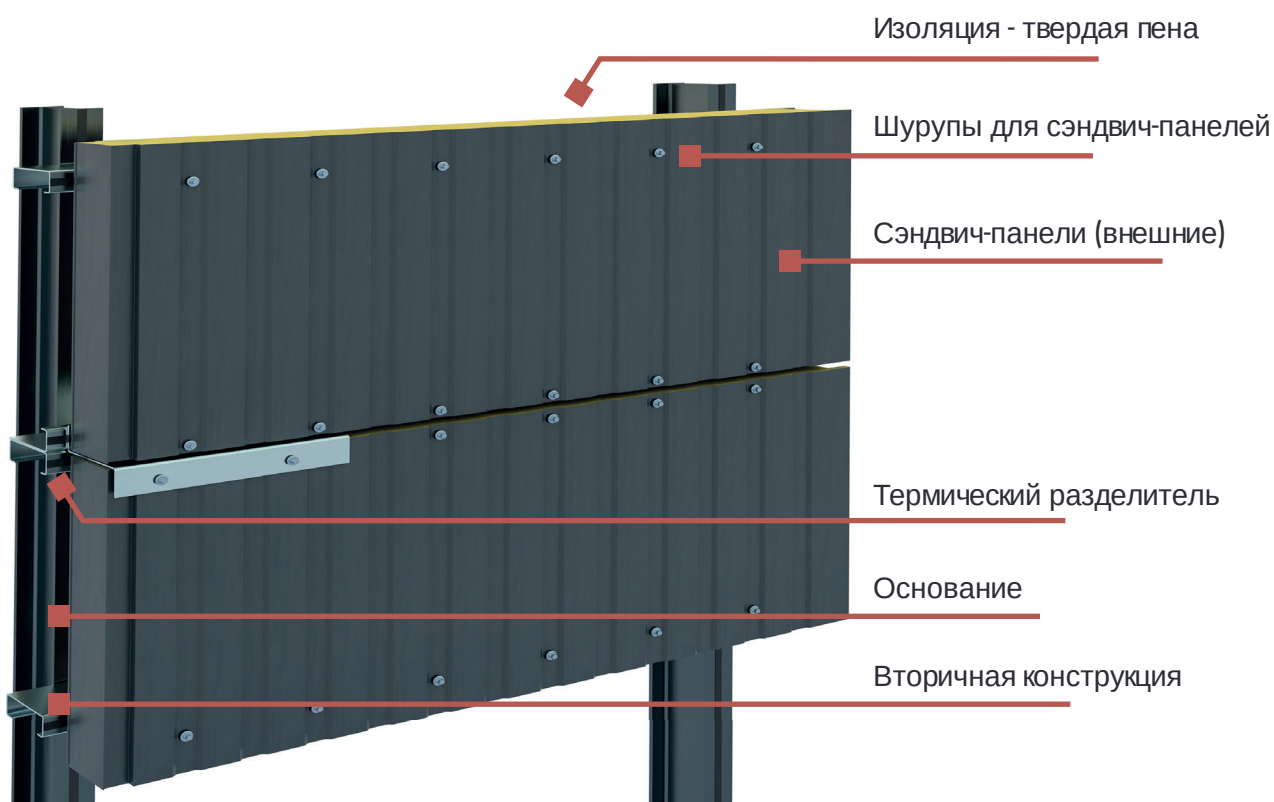 Изоляция - твердая пена
Шурупы для сэндвич-панелей
Сэндвич-панели (внешние)
Термический разделитель
Основание
Вторичная конструкция